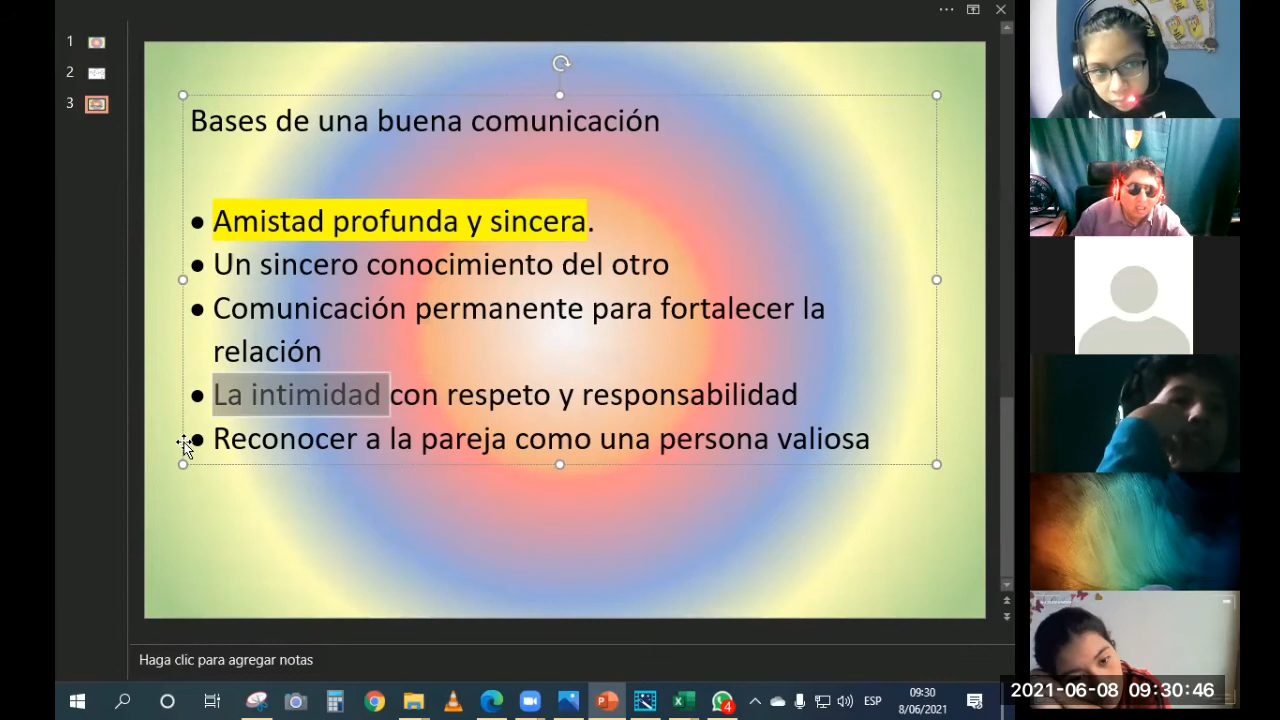 1
2
3
Bases de una buena comunicación
• Amistad profunda y sincera.
• Un sincero conocimiento del otro
• Comunicación permanente para fortalecer la
relación
• La intimidad con respeto y responsabilidad
• Reconocer a la pareja como una persona valiosa
Haga clic para agregar notas
4
ESP
09:30
8/06/2021
2021-06-08 09:30:46